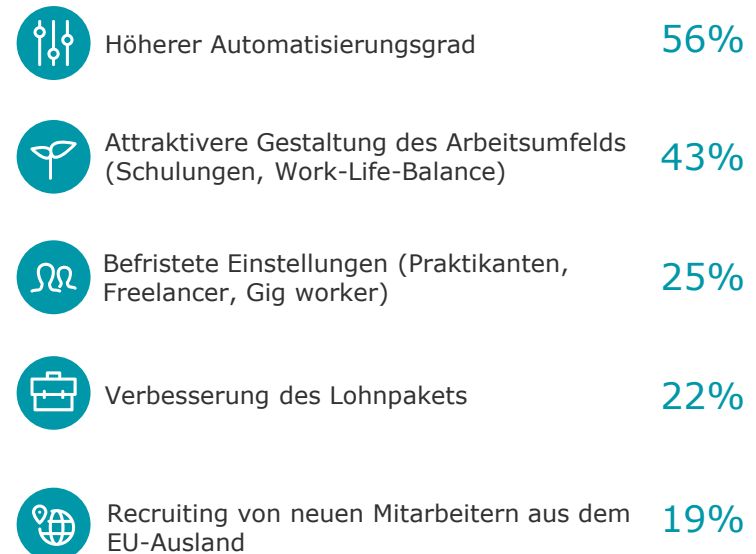 Höherer Automatisierungsgrad 56%
Attraktivere Gestaltung des Arbeitsumfelds
(Schulungen, Work-Life-Balance) 43%
Befristete Einstellungen (Praktikanten,
Freelancer, Gig worker) 25%
Verbesserung des Lohnpakets 22%
Recruiting von neuen Mitarbeitern aus dem
EU-Ausland 19%